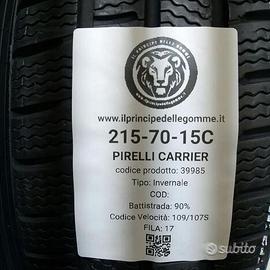 IL PRINCIPE DELLE GOMME
www.ilprincipedellegomme.it
215-70-15C
PIRELLI CARRIER
codice prodotto: 39985
Tipo: Invernale
COD:
Battistrada: 90%
Codice Velocità: 109/107S
FILA: 17
subito